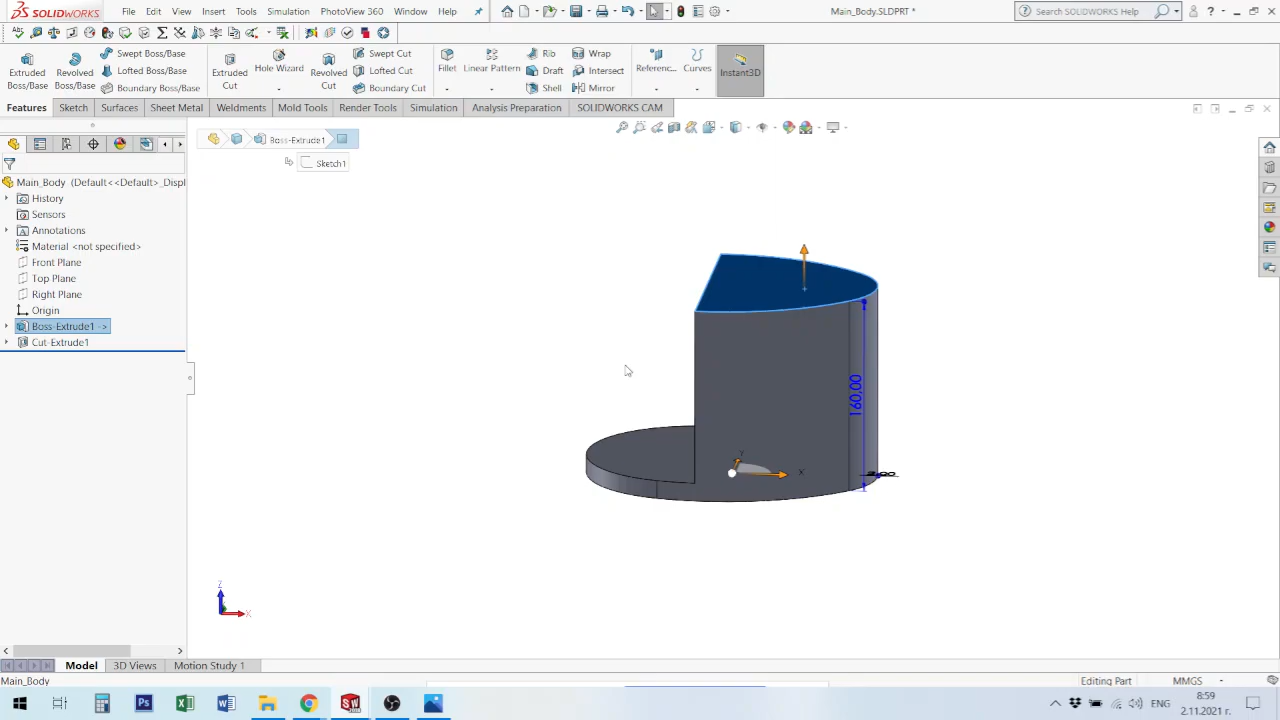 SOLIDWORKS File Edit View Insert Tools Simulation PhotoView 360 Window Help Main_Body.SLDPRT * Search SOLIDWORKS Help
Extruded Boss/Base
Revolved Boss/Base
Swept Boss/Base
Lofted Boss/Base
Boundary Boss/Base
Extruded Cut
Hole Wizard
Revolved Cut
Swept Cut
Lofted Cut
Boundary Cut
Fillet
Linear Pattern
Rib
Draft
Shell
Wrap
Intersect
Mirror
Referenc...
Curves
Instant3D
Features Sketch Surfaces Sheet Metal Weldments Mold Tools Render Tools Simulation Analysis Preparation SOLIDWORKS CAM
Boss-Extrude1
Sketch1
Main_Body (Default<<Default>_Displ
History
Sensors
Annotations
Material <not specified>
Front Plane
Top Plane
Right Plane
Origin
Boss-Extrude1 ->
Cut-Extrude1
160,00
Y
X
Z
X
Model 3D Views Motion Study 1
Main_Body Editing Part MMGS
ENG 8:59
2.11.2021 г.